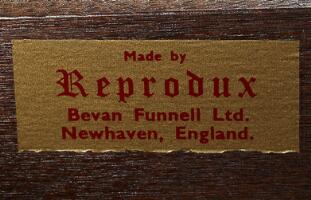 Made by
Reprodux
Bevan Funnell Ltd.
Newhaven, England.